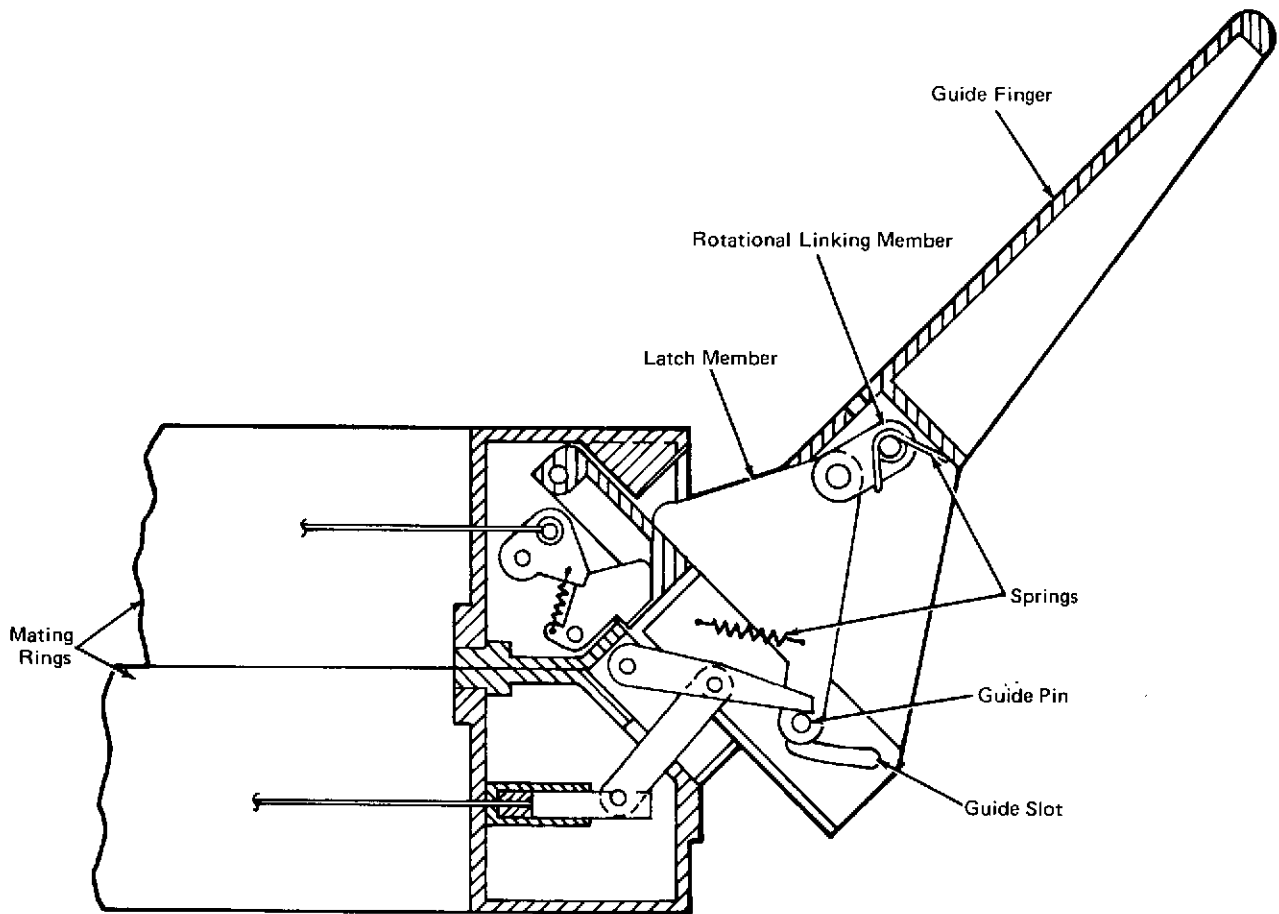 Guide Finger
Rotational Linking Member
Latch Member
Springs
Mating
Rings
Guide Pin
Guide Slot